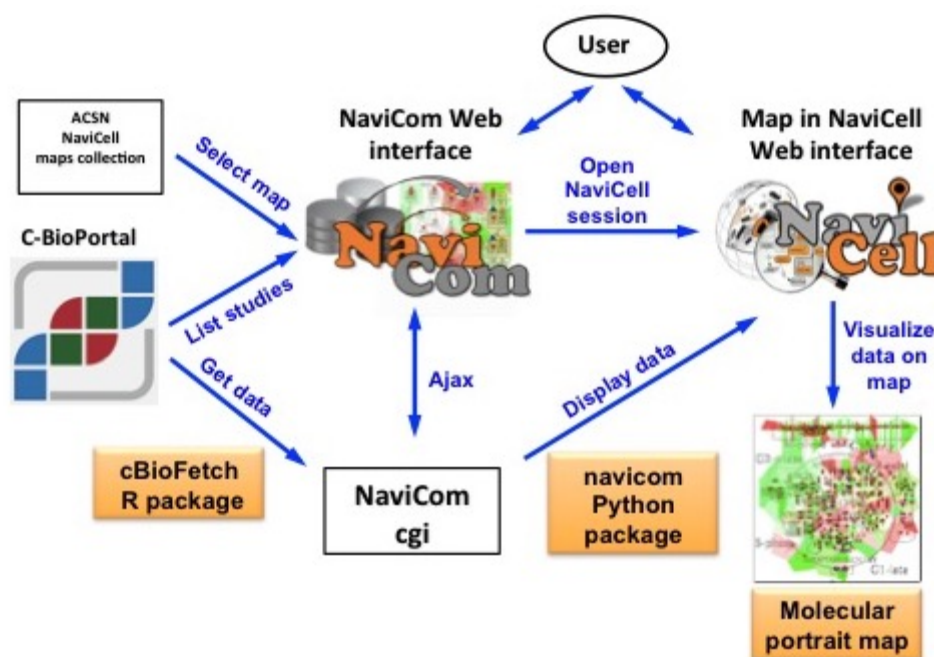 User
ACSN
NaviCell
maps collection
NaviCom Web
interface
Map in NaviCell
Web interface
Select map
Open
NaviCell
session
C-BioPortal
Navi
Com
Navi
Cell
List studies
Get data
Ajax
Display data
Visualize
data on
map
cBioFetch
R package
NaviCom
cgi
navicom
Python
package
G1-late
Molecular
portrait map